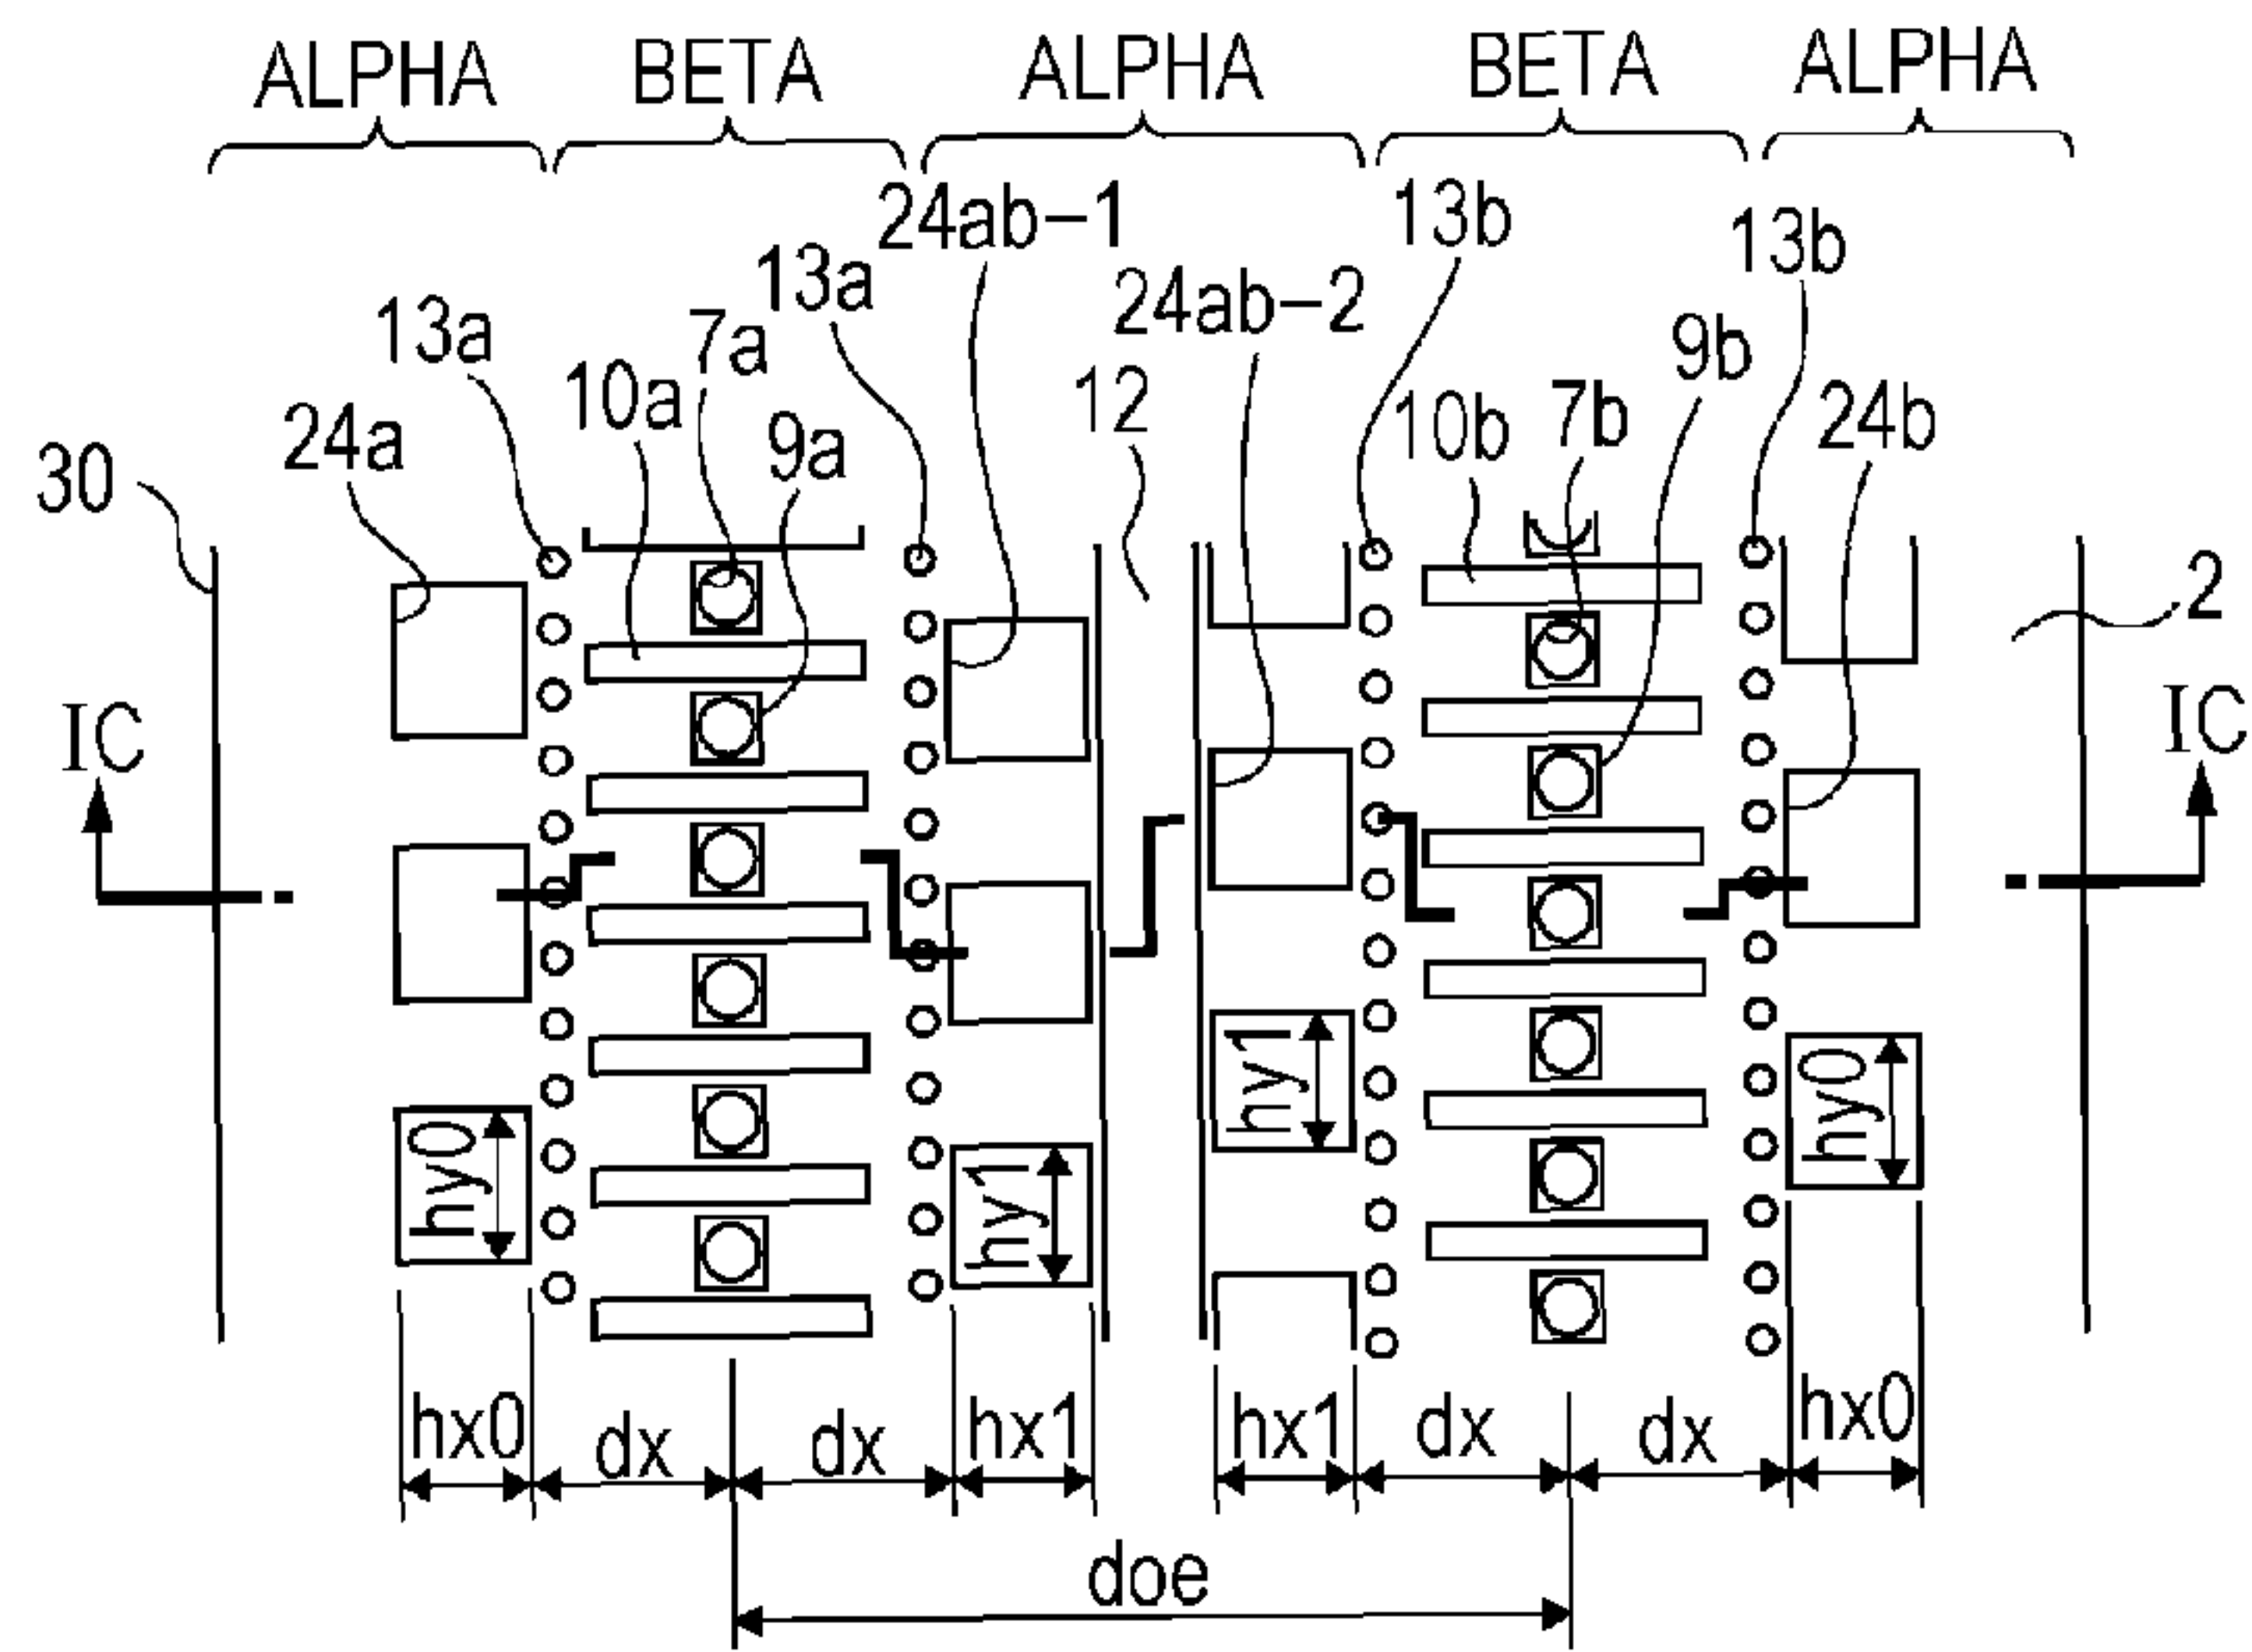 ALPHA BETA ALPHA BETA ALPHA
24ab-1 13b 13b
13a 24ab-2
13a 7a 12 9b
10a 10b 7b 24b
24a 9a
30
2
IC IC
hy1 hy0
hy0 hy1
hx0 dx dx hx1 hx1 dx dx hx0
doe